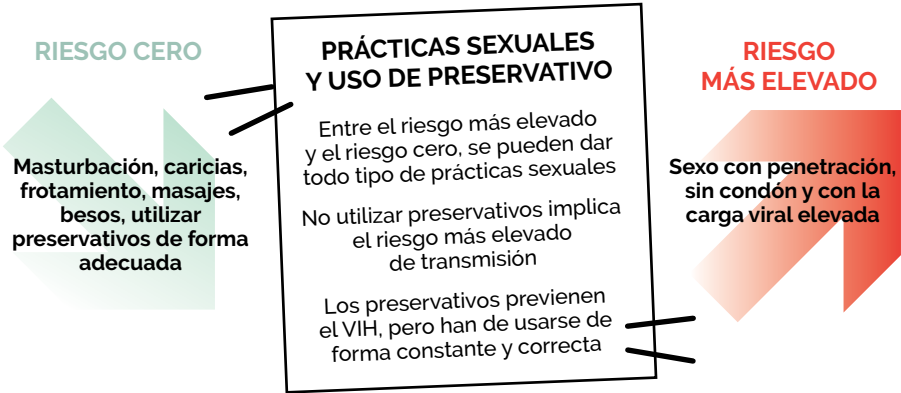 RIESGO CERO
Masturbación, caricias,
frotamiento, masajes,
besos, utilizar
preservativos de forma
adecuada
PRÁCTICAS SEXUALES
Y USO DE PRESERVATIVO
Entre el riesgo más elevado
y el riesgo cero, se pueden dar
todo tipo de prácticas sexuales
No utilizar preservativos implica
el riesgo más elevado
de transmisión
Los preservativos previenen
el VIH, pero han de usarse de
forma constante y correcta
RIESGO
MÁS ELEVADO
Sexo con penetración,
sin condón y con la
carga viral elevada